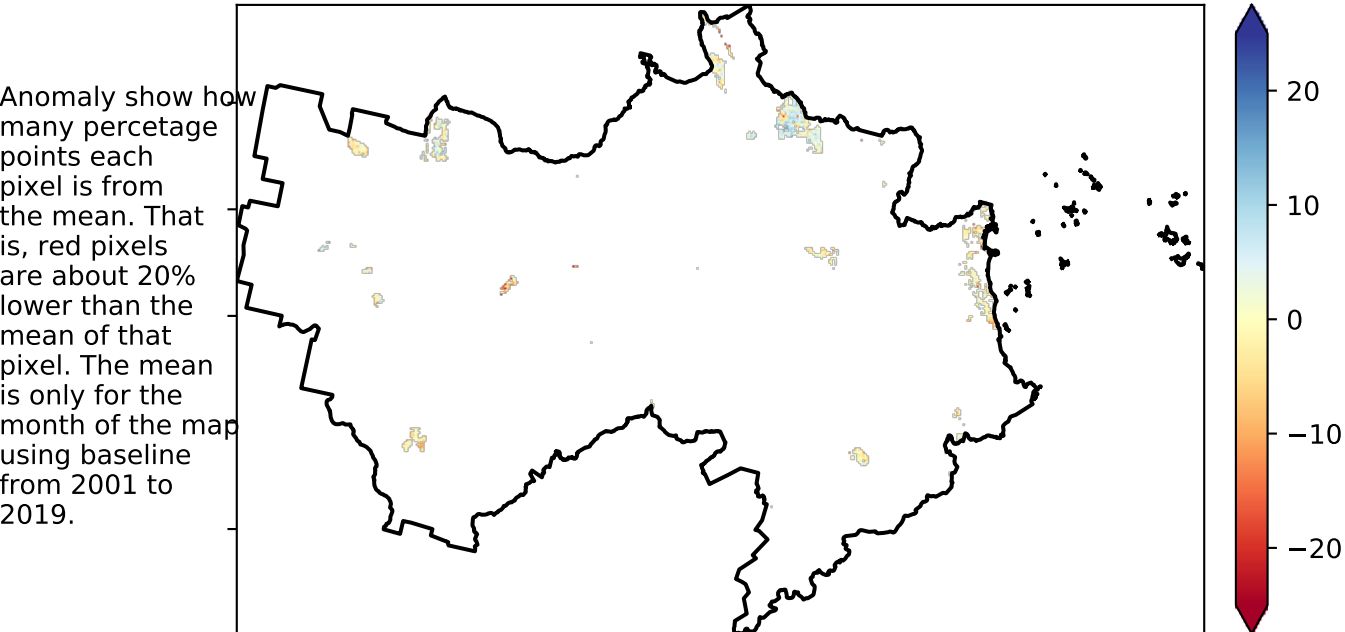 Anomaly show how
many percetage
points each
pixel is from
the mean. That
is, red pixels
are about 20%
lower than the
mean of that
pixel. The mean
is only for the
month of the map
using baseline
from 2001 to
2019.
20
10
0
−10
−20